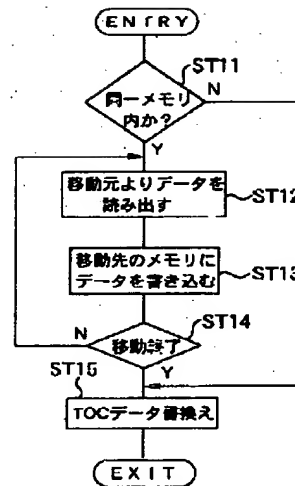 ENTRY
ST11
同一メモリ
内か?
N
Y
移動元よりデータを
読み出す
ST12
移動先のメモリに
データを書き込む
ST13
ST14
N
移動終了
Y
ST15
TOCデータ書換え
EXIT